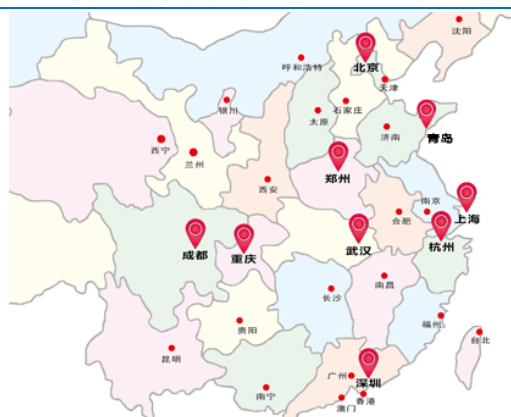 沈阳
呼和浩特
北京
天津
银川
石家庄
太原
济南
青岛
西宁
兰州
郑州
西安
南京
合肥
上海
成都
重庆
武汉
杭州
南昌
长沙
福州
贵阳
台北
昆明
广州
深圳
南宁
香港
澳门